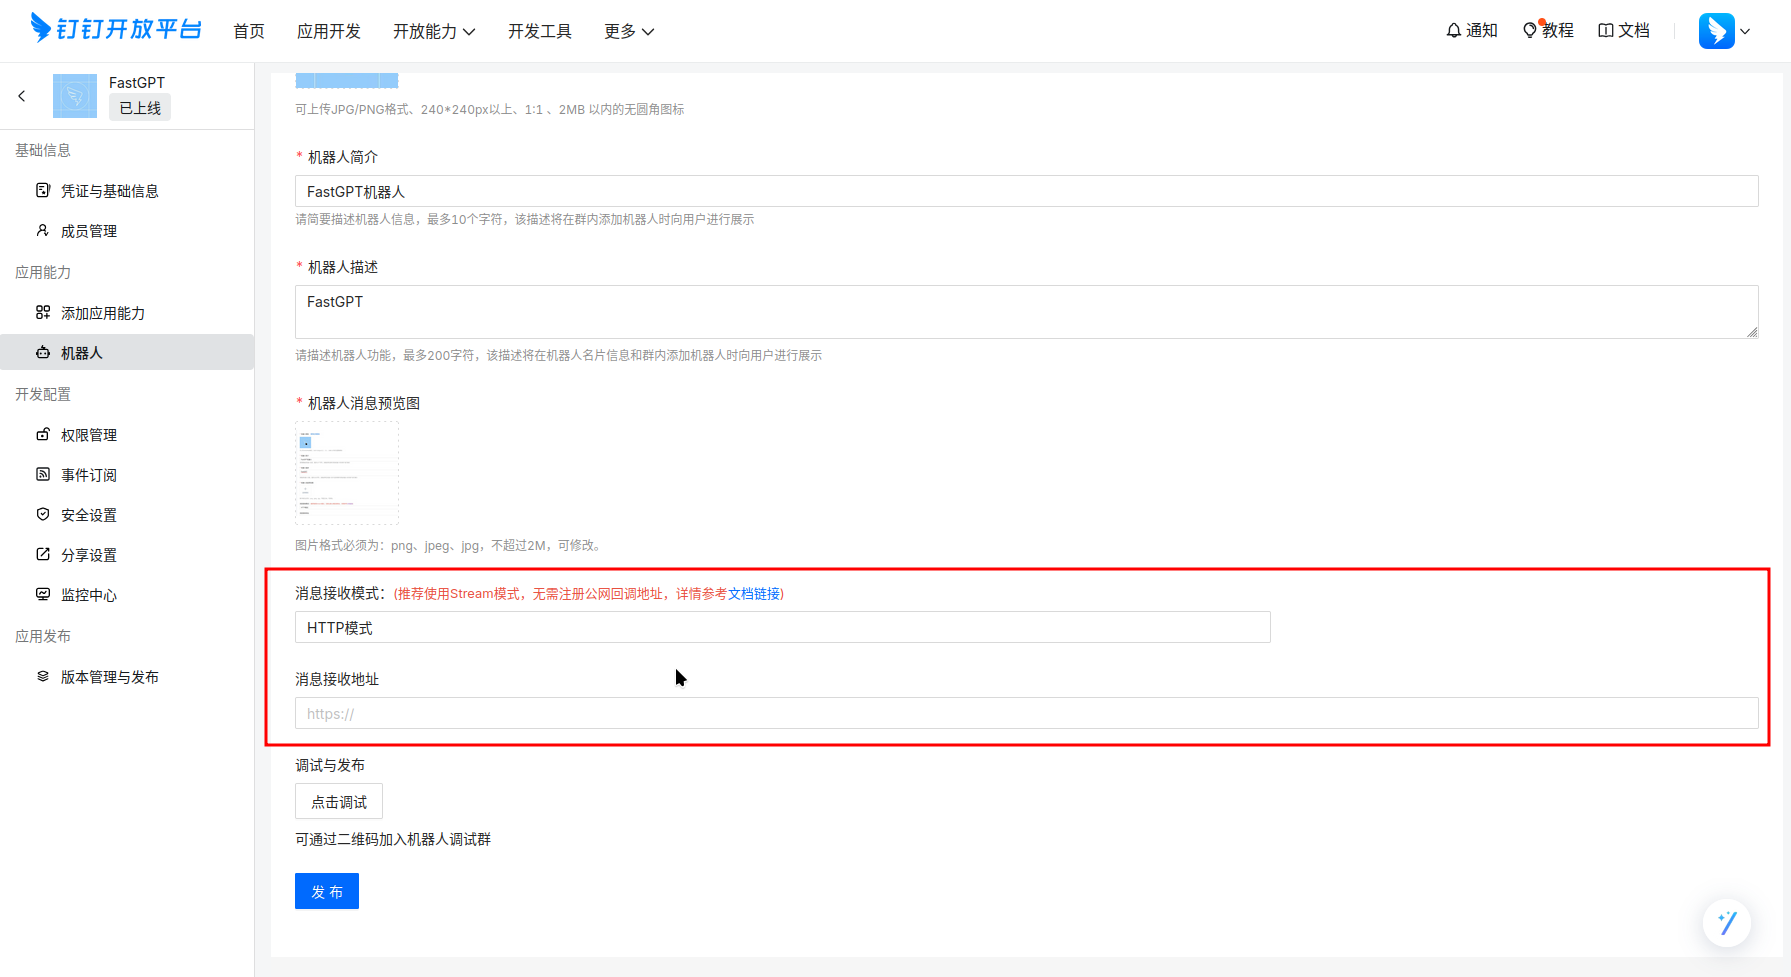 钉钉开放平台
首页
应用开发
开放能力
开发工具
更多
通知
教程
文档
FastGPT
已上线
基础信息
凭证与基础信息
成员管理
应用能力
添加应用能力
机器人
开发配置
权限管理
事件订阅
安全设置
分享设置
监控中心
应用发布
版本管理与发布
可上传JPG/PNG格式、240*240px以上、1:1 、2MB 以内的无圆角图标
* 机器人简介
FastGPT机器人
请简要描述机器人信息，最多10个字符，该描述将在群内添加机器人时向用户进行展示
* 机器人描述
FastGPT
请描述机器人功能，最多200字符，该描述将在机器人名片信息和群内添加机器人时向用户进行展示
* 机器人消息预览图
图片格式必须为：png、jpeg、jpg，不超过2M，可修改。
消息接收模式：(推荐使用Stream模式，无需注册公网回调地址，详情参考文档链接)
HTTP模式
消息接收地址
https://
调试与发布
点击调试
可通过二维码加入机器人调试群
发 布